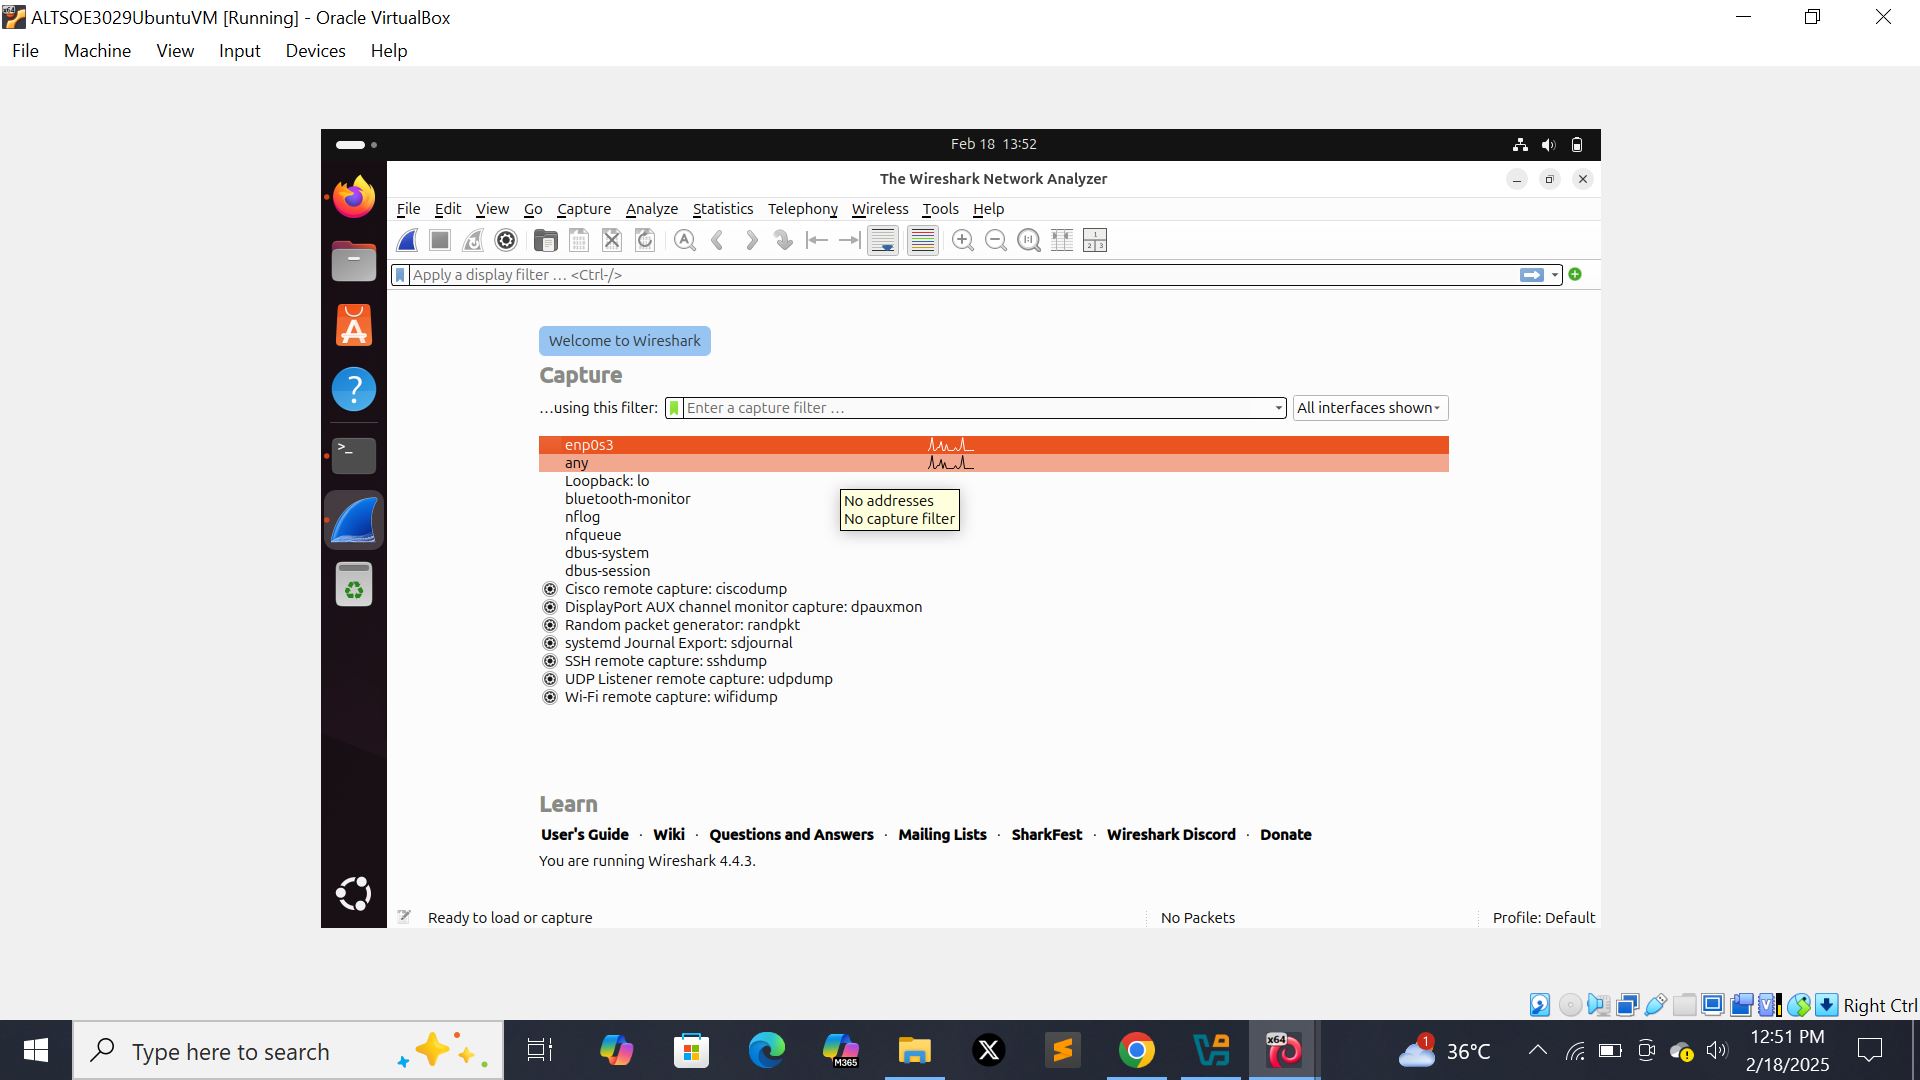 ALTSOE3029UbuntuVM [Running] - Oracle VirtualBox
File Machine View Input Devices Help
Feb 18 13:52
The Wireshark Network Analyzer
File Edit View Go Capture Analyze Statistics Telephony Wireless Tools Help
Apply a display filter … <Ctrl-/>
Welcome to Wireshark
Capture
…using this filter: Enter a capture filter … All interfaces shown
enp0s3
any
Loopback: lo
bluetooth-monitor
No addresses
nflog
No capture filter
nfqueue
dbus-system
dbus-session
Cisco remote capture: ciscodump
DisplayPort AUX channel monitor capture: dpauxmon
Random packet generator: randpkt
systemd Journal Export: sdjournal
SSH remote capture: sshdump
UDP Listener remote capture: udpdump
Wi-Fi remote capture: wifidump
Learn
User's Guide · Wiki · Questions and Answers · Mailing Lists · SharkFest · Wireshark Discord · Donate
You are running Wireshark 4.4.3.
Ready to load or capture No Packets Profile: Default
Right Ctrl
Type here to search
M365
x64
1
36°C
12:51 PM
2/18/2025